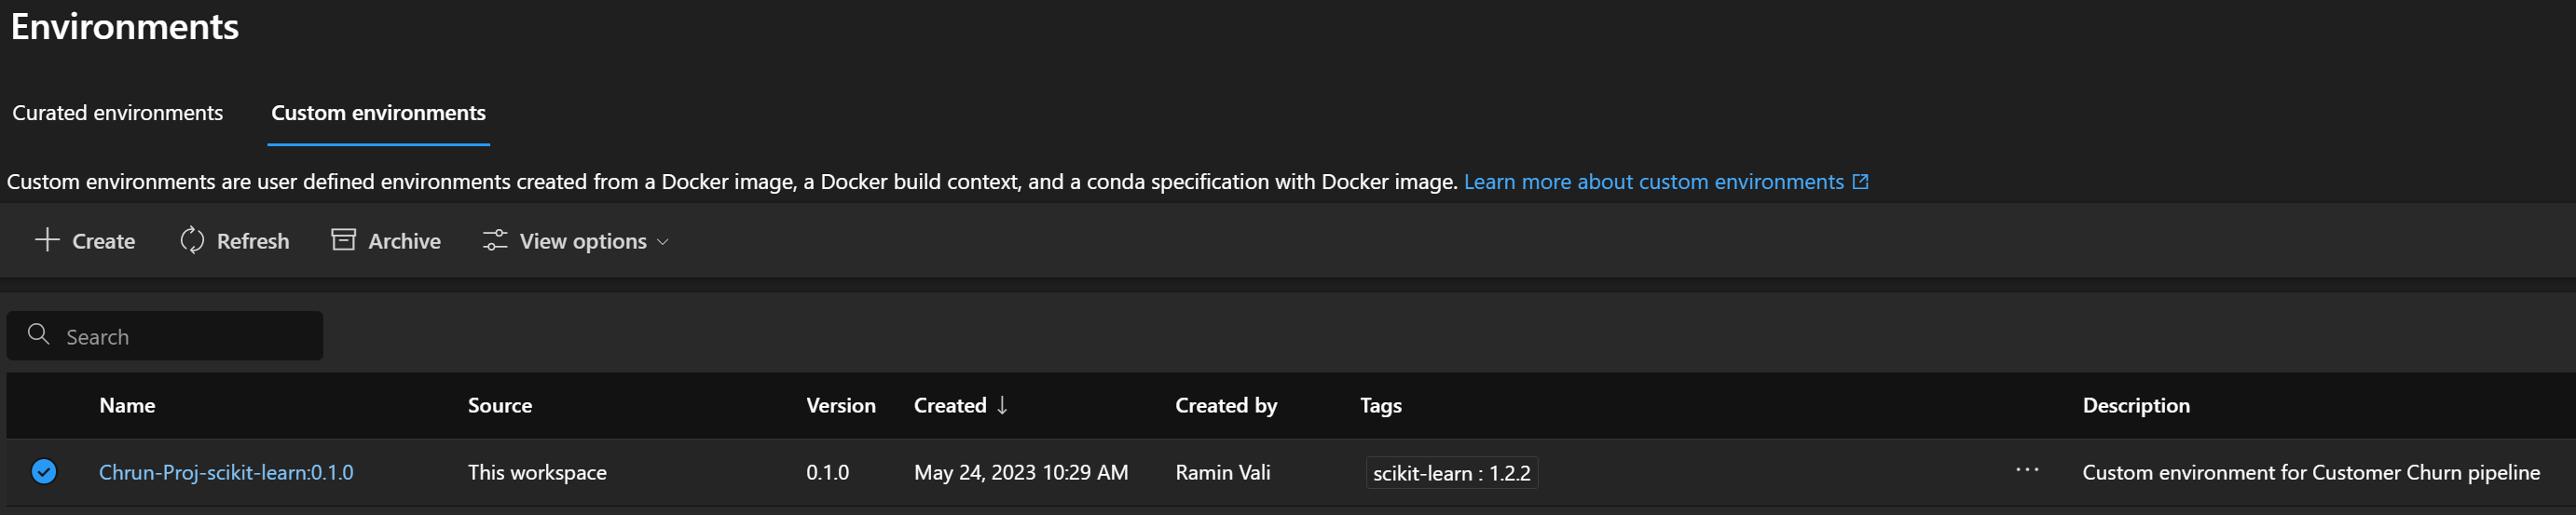 Environments
Curated environments Custom environments
Custom environments are user defined environments created from a Docker image, a Docker build context, and a conda specification with Docker image. Learn more about custom environments
Create Refresh Archive View options
Search
Name Source Version Created ↓ Created by Tags Description
Chrun-Proj-scikit-learn:0.1.0 This workspace 0.1.0 May 24, 2023 10:29 AM Ramin Vali scikit-learn : 1.2.2 ... Custom environment for Customer Churn pipeline